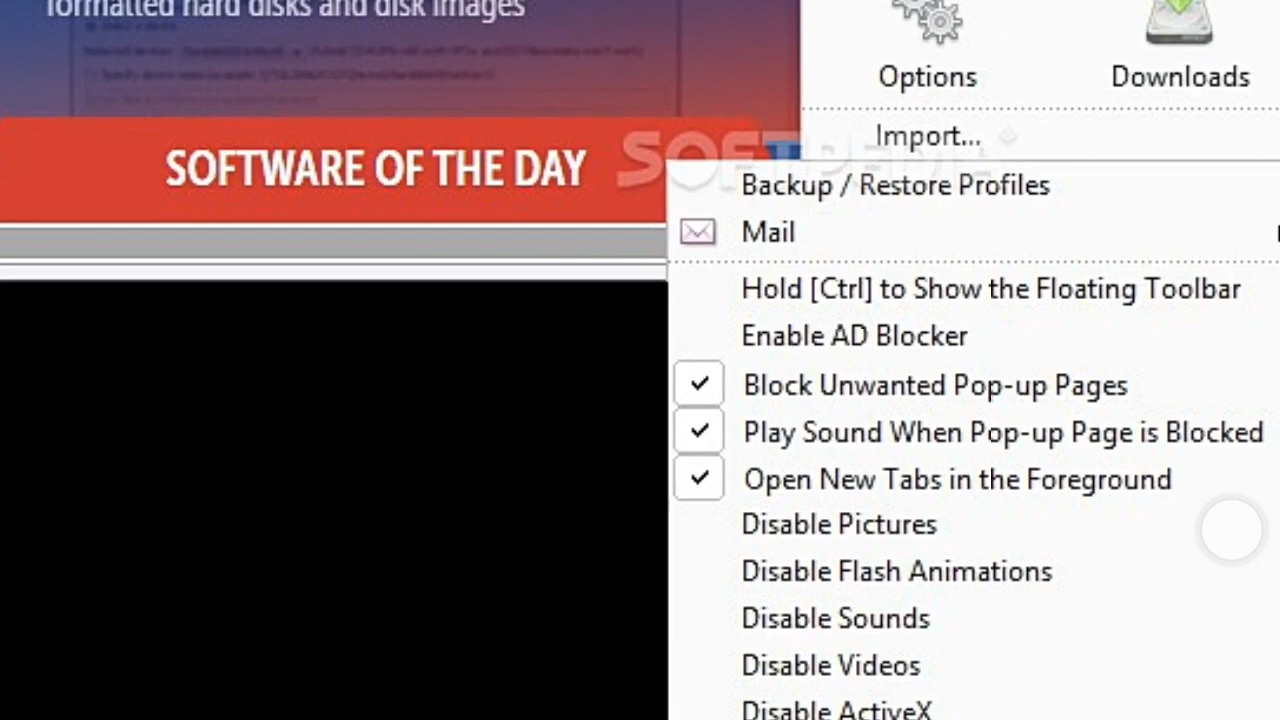 formatted hard disks and disk images
SOFTWARE OF THE DAY
SOFTPEDIA
Options
Downloads
Import...
Backup / Restore Profiles
Mail
Hold [Ctrl] to Show the Floating Toolbar
Enable AD Blocker
Block Unwanted Pop-up Pages
Play Sound When Pop-up Page is Blocked
Open New Tabs in the Foreground
Disable Pictures
Disable Flash Animations
Disable Sounds
Disable Videos
Disable ActiveX